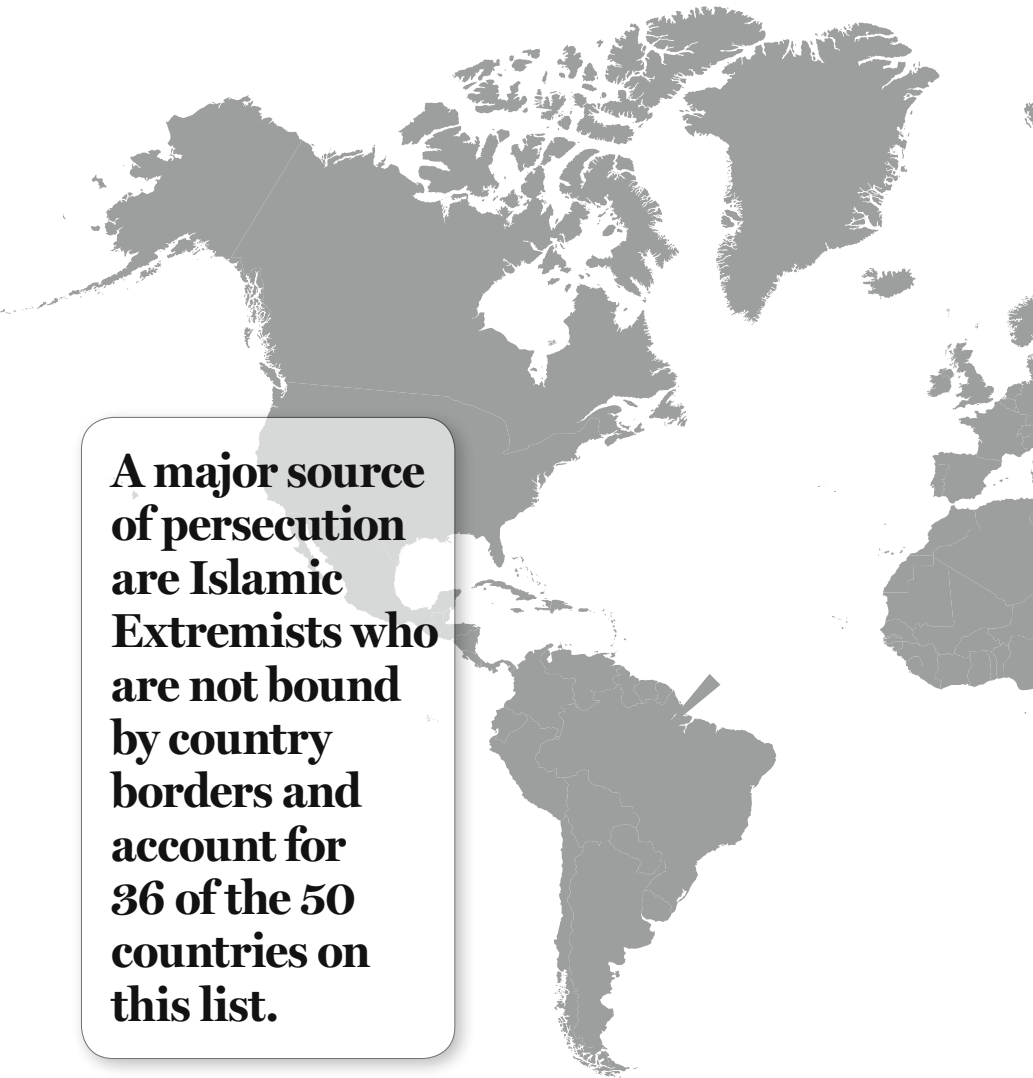 A major source
of persecution
are Islamic
Extremists who
are not bound
by country
borders and
account for
36 of the 50
countries on
this list.